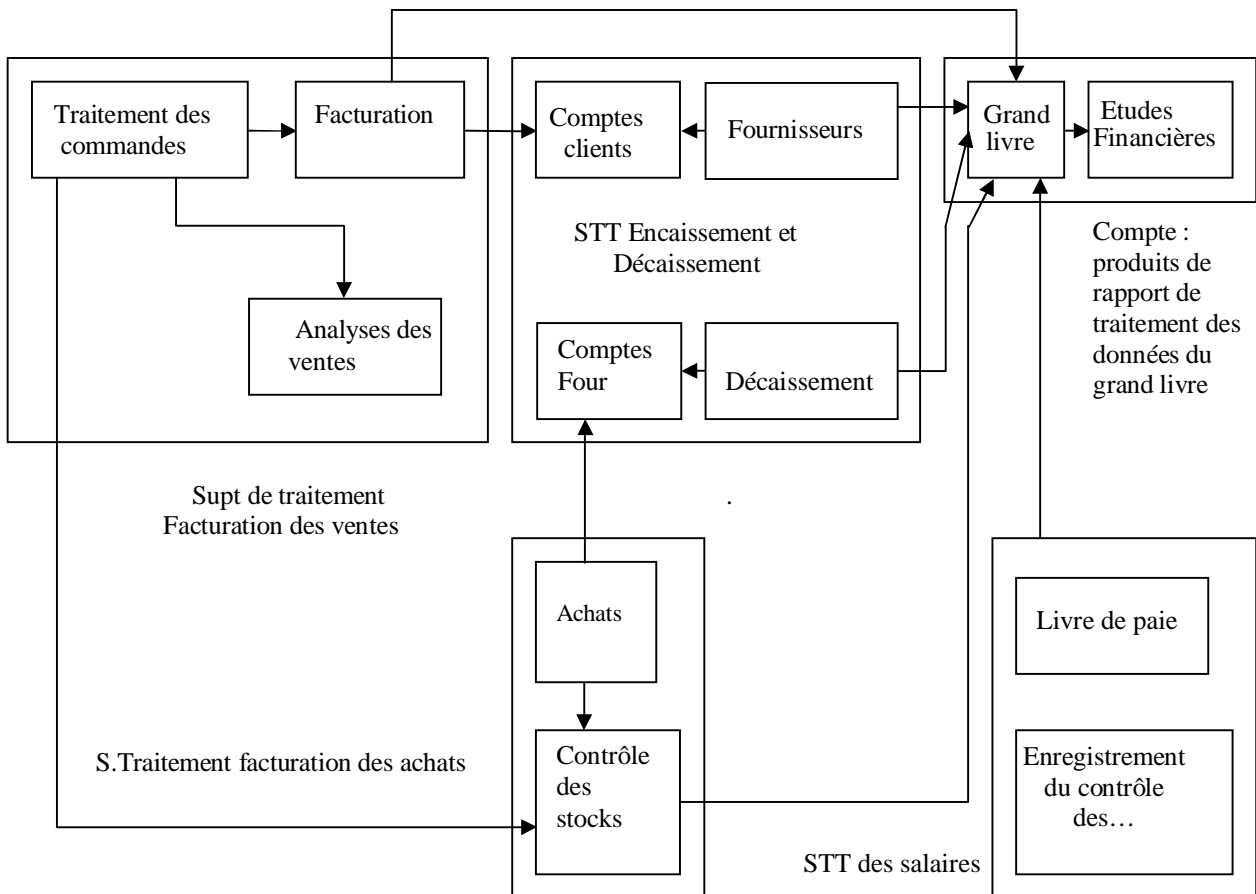 Traitement des
commandes
Facturation
Comptes
clients
Fournisseurs
Grand
livre
Etudes
Financières
STT Encaissement et
Décaissement
Compte :
produits de
rapport de
traitement des
données du
grand livre
Analyses des
ventes
Comptes
Four
Décaissement
Supt de traitement
Facturation des ventes
.
Achats
Livre de paie
S.Traitement facturation des achats
Contrôle
des
stocks
Enregistrement
du contrôle
des…
STT des salaires